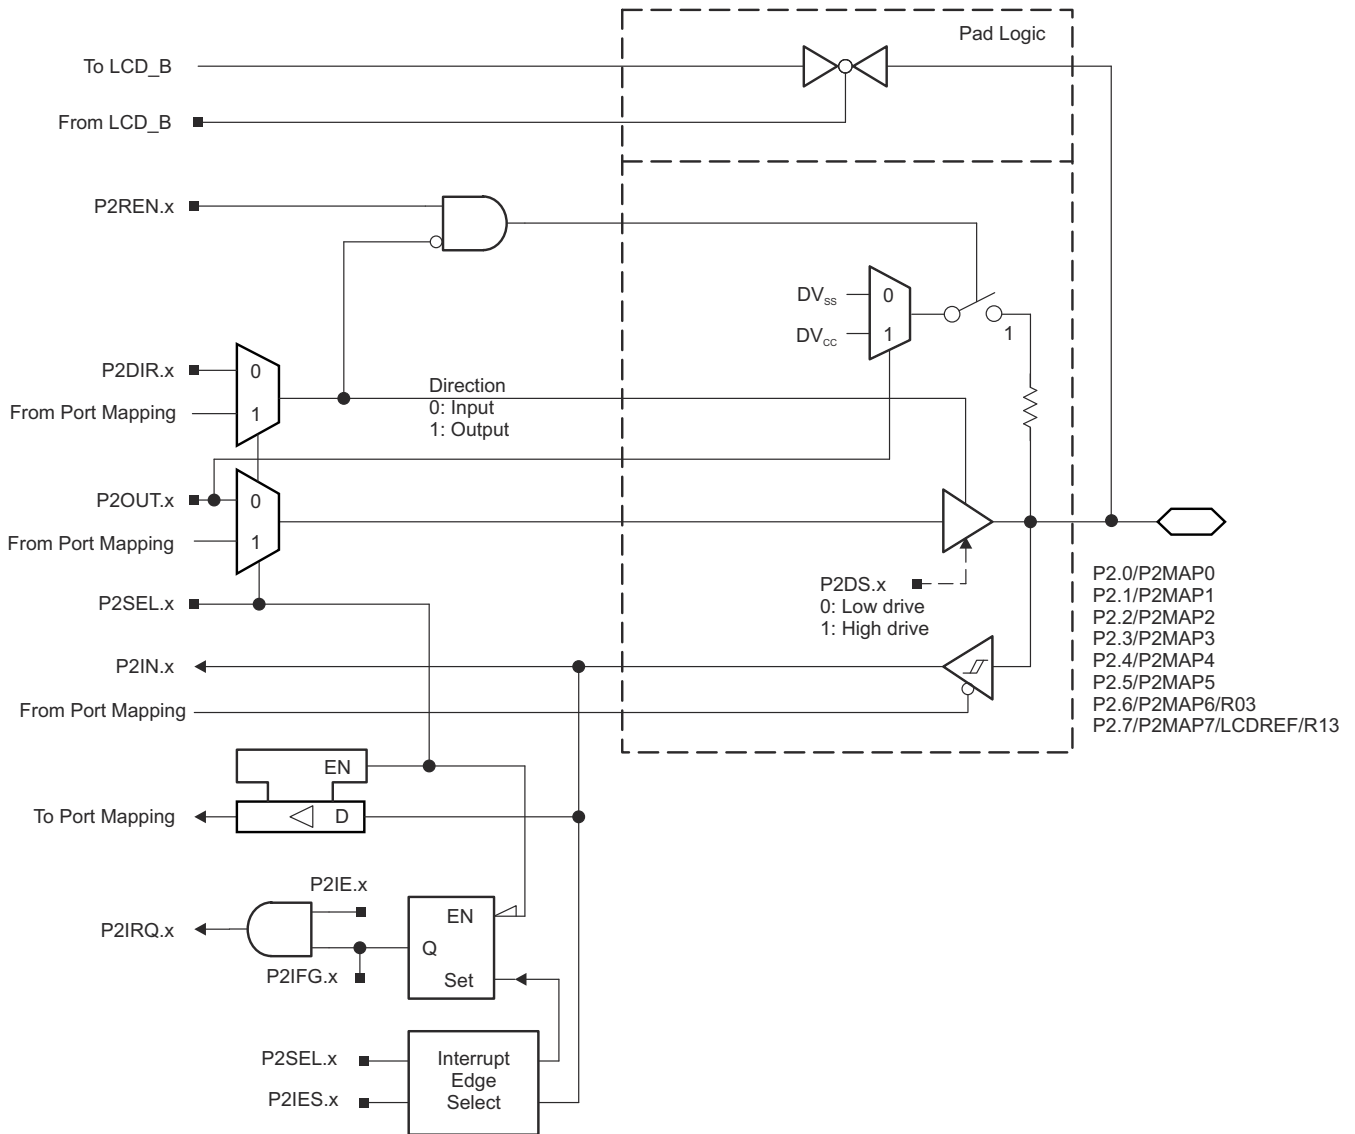 Pad Logic
To LCD_B
From LCD_B
P2REN.x
DVSS
0
DVCC
1
1
P2DIR.x
0
From Port Mapping
1
Direction
0: Input
1: Output
P2OUT.x
0
From Port Mapping
1
P2SEL.x
P2DS.x
0: Low drive
1: High drive
P2.0/P2MAP0
P2.1/P2MAP1
P2.2/P2MAP2
P2.3/P2MAP3
P2.4/P2MAP4
P2.5/P2MAP5
P2.6/P2MAP6/R03
P2.7/P2MAP7/LCDREF/R13
P2IN.x
From Port Mapping
EN
To Port Mapping
D
P2IE.x
EN
P2IRQ.x
Q
P2IFG.x
Set
P2SEL.x
P2IES.x
Interrupt
Edge
Select